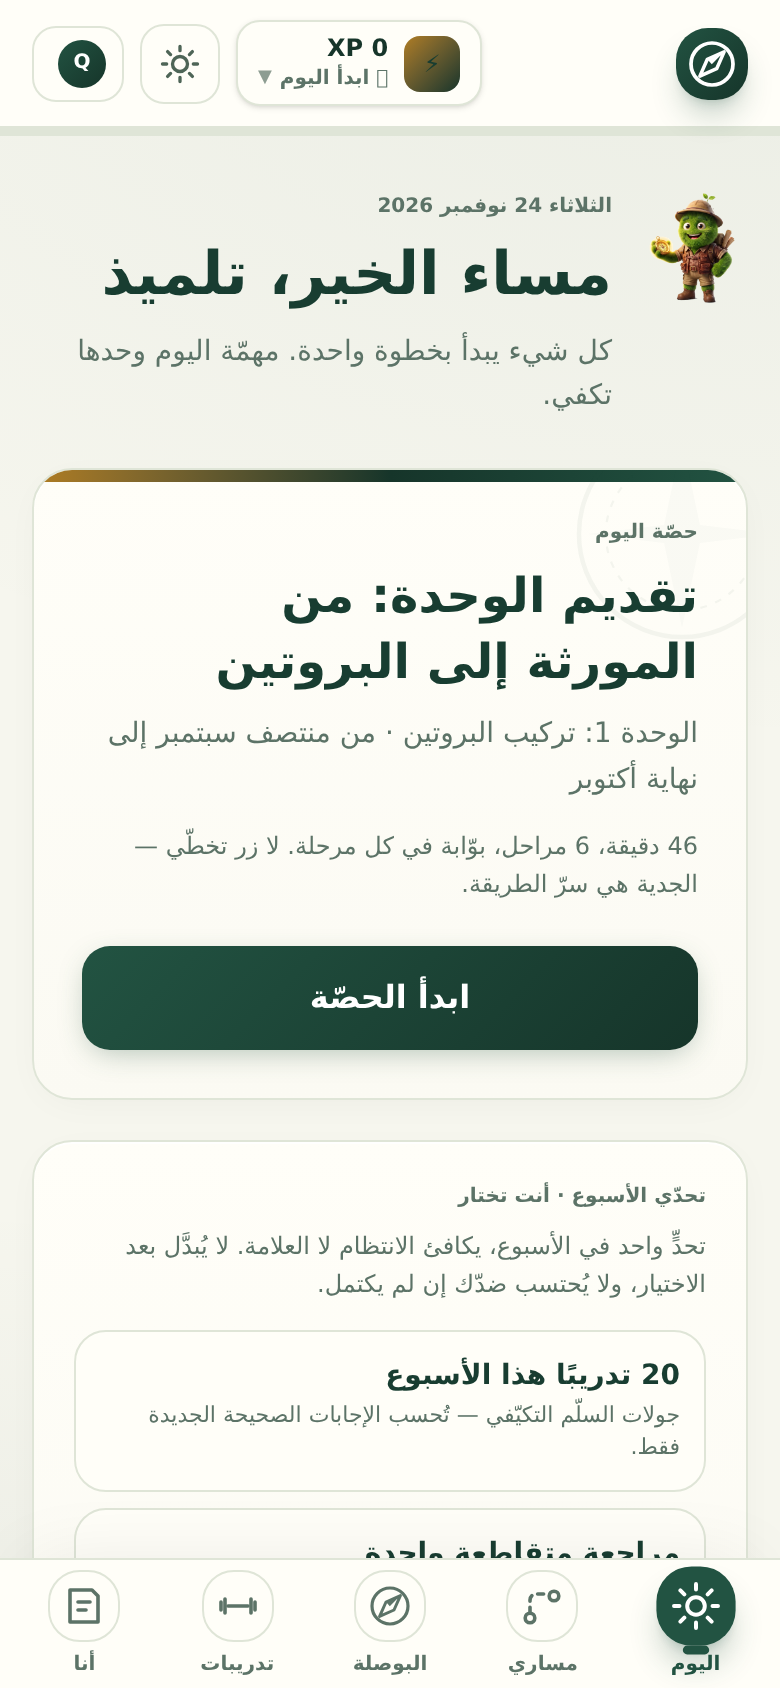 XP 0
ابدأ اليوم ▼
Q
الثلاثاء 24 نوفمبر 2026
مساء الخير، تلميذ
كل شيء يبدأ بخطوة واحدة. مهمّة اليوم وحدها
تكفي.
حصّة اليوم
تقديم الوحدة: من
المورثة إلى البروتين
الوحدة 1: تركيب البروتين · من منتصف سبتمبر إلى
نهاية أكتوبر
46 دقيقة، 6 مراحل، بوّابة في كل مرحلة. لا زر تخطّي —
الجدية هي سرّ الطريقة.
ابدأ الحصّة
تحدّي الأسبوع · أنت تختار
تحدٍّ واحد في الأسبوع، يكافئ الانتظام لا العلامة. لا يُبدَّل بعد
الاختيار، ولا يُحتسب ضدّك إن لم يكتمل.
20 تدريبًا هذا الأسبوع
جولات السلّم التكيّفي — تُحسب الإجابات الصحيحة الجديدة
فقط.
مراجعة متقاطعة واحدة
اليوم
مساري
البوصلة
تدريبات
أنا